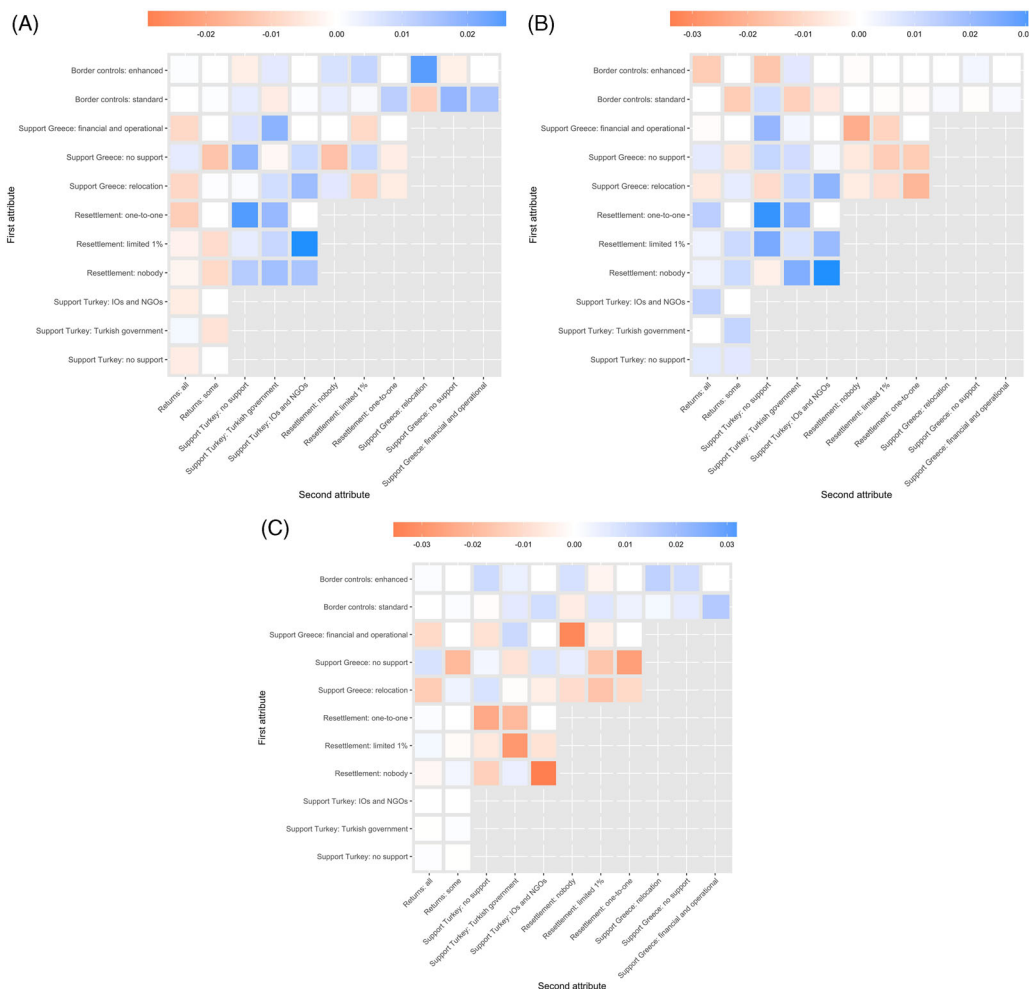 (A)
-0.02 -0.01 0.00 0.01 0.02
Border controls: enhanced
Border controls: standard
Support Greece: financial and operational
Support Greece: no support
Support Greece: relocation
Resettlement: one-to-one
Resettlement: limited 1%
Resettlement: nobody
Support Turkey: IOs and NGOs
Support Turkey: Turkish government
Support Turkey: no support
First attribute
Returns: all
Returns: some
Support Turkey: no support
Support Turkey: Turkish government
Support Turkey: IOs and NGOs
Resettlement: nobody
Resettlement: limited 1%
Resettlement: one-to-one
Support Greece: relocation
Support Greece: no support
Support Greece: financial and operational
Second attribute
(B)
-0.03 -0.02 -0.01 0.00 0.01 0.02 0.0
Border controls: enhanced
Border controls: standard
Support Greece: financial and operational
Support Greece: no support
Support Greece: relocation
Resettlement: one-to-one
Resettlement: limited 1%
Resettlement: nobody
Support Turkey: IOs and NGOs
Support Turkey: Turkish government
Support Turkey: no support
First attribute
Returns: all
Returns: some
Support Turkey: no support
Support Turkey: Turkish government
Support Turkey: IOs and NGOs
Resettlement: nobody
Resettlement: limited 1%
Resettlement: one-to-one
Support Greece: relocation
Support Greece: no support
Support Greece: financial and operational
Second attribute
(C)
-0.03 -0.02 -0.01 0.00 0.01 0.02 0.03
Border controls: enhanced
Border controls: standard
Support Greece: financial and operational
Support Greece: no support
Support Greece: relocation
Resettlement: one-to-one
Resettlement: limited 1%
Resettlement: nobody
Support Turkey: IOs and NGOs
Support Turkey: Turkish government
Support Turkey: no support
First attribute
Returns: all
Returns: some
Support Turkey: no support
Support Turkey: Turkish government
Support Turkey: IOs and NGOs
Resettlement: nobody
Resettlement: limited 1%
Resettlement: one-to-one
Support Greece: relocation
Support Greece: no support
Support Greece: financial and operational
Second attribute